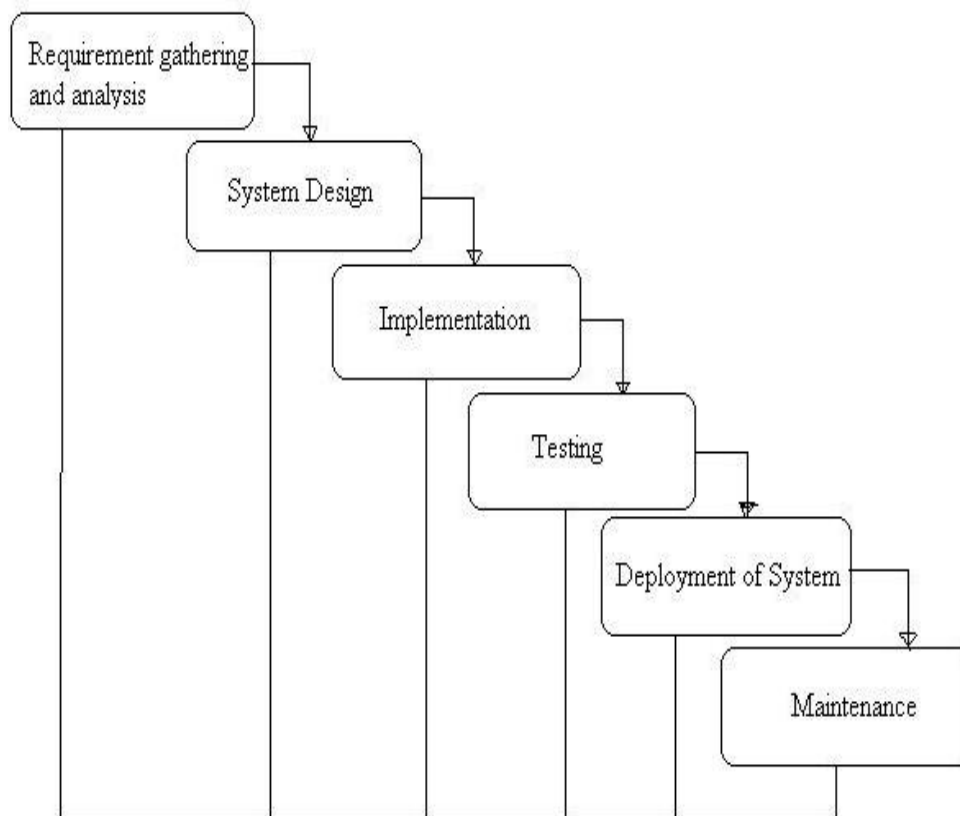 Requirement gathering
and analysis
System Design
Implementation
Testing
Deployment of System
Maintenance